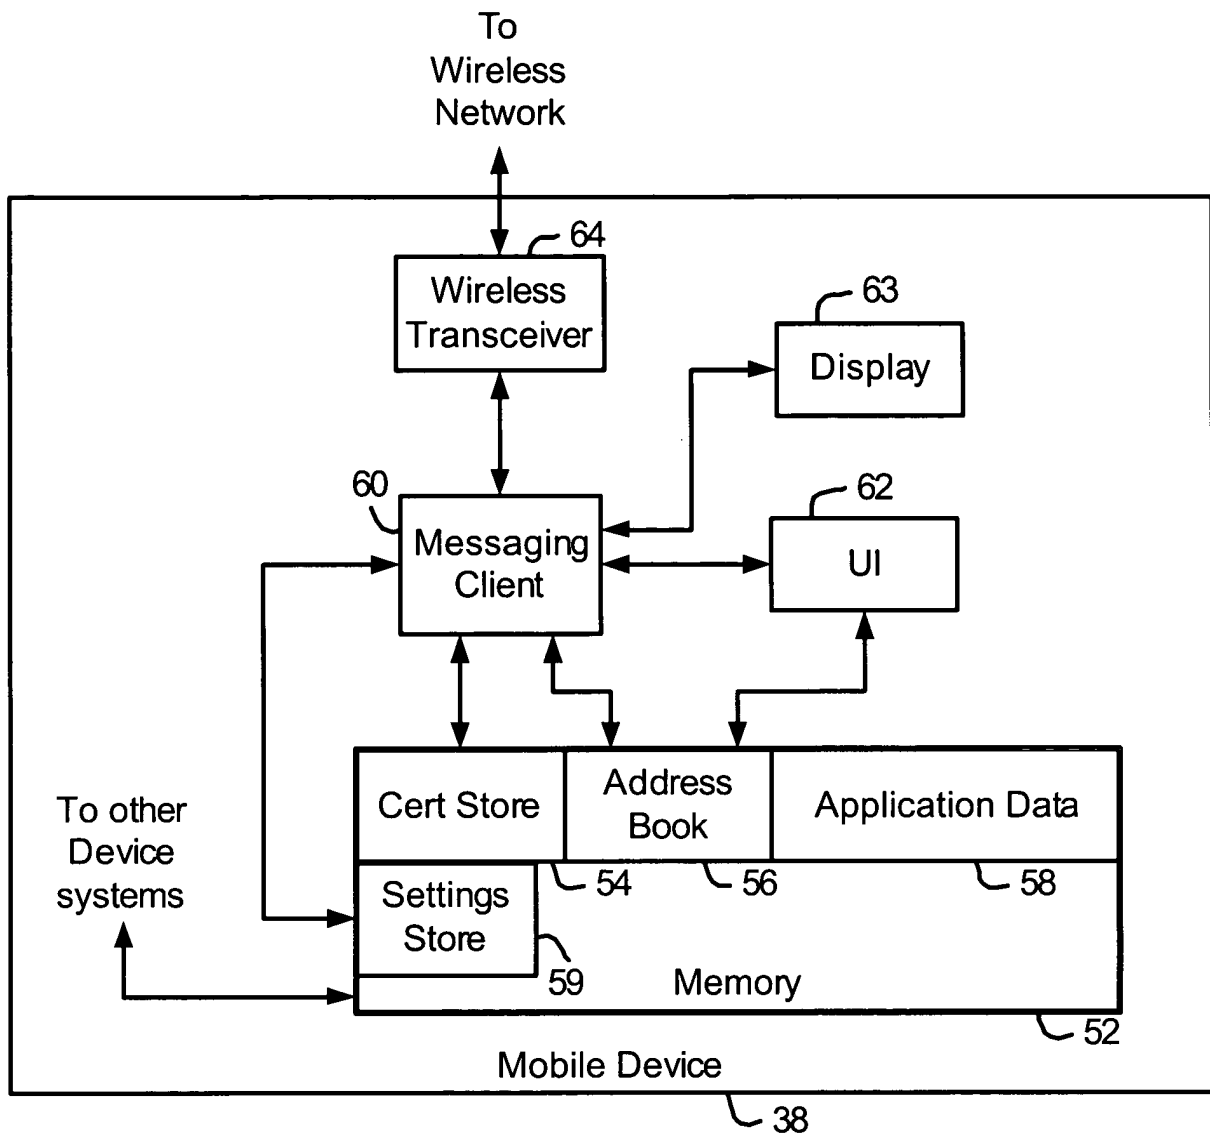 To
Wireless
Network
64
Wireless
Transceiver
63
Display
60
62
Messaging
Client
UI
Cert Store
Address
Book
Application Data
To other
Device
systems
54
56
58
Settings
Store
59
Memory
52
Mobile Device
38